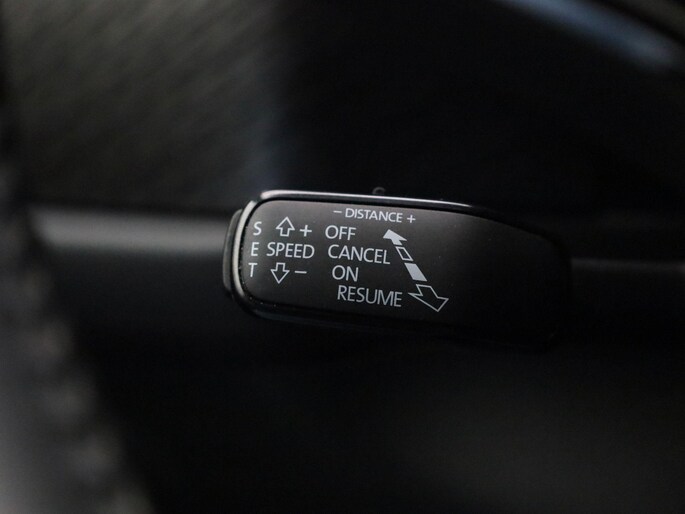 − DISTANCE +
S + OFF
E SPEED CANCEL
T − ON
RESUME